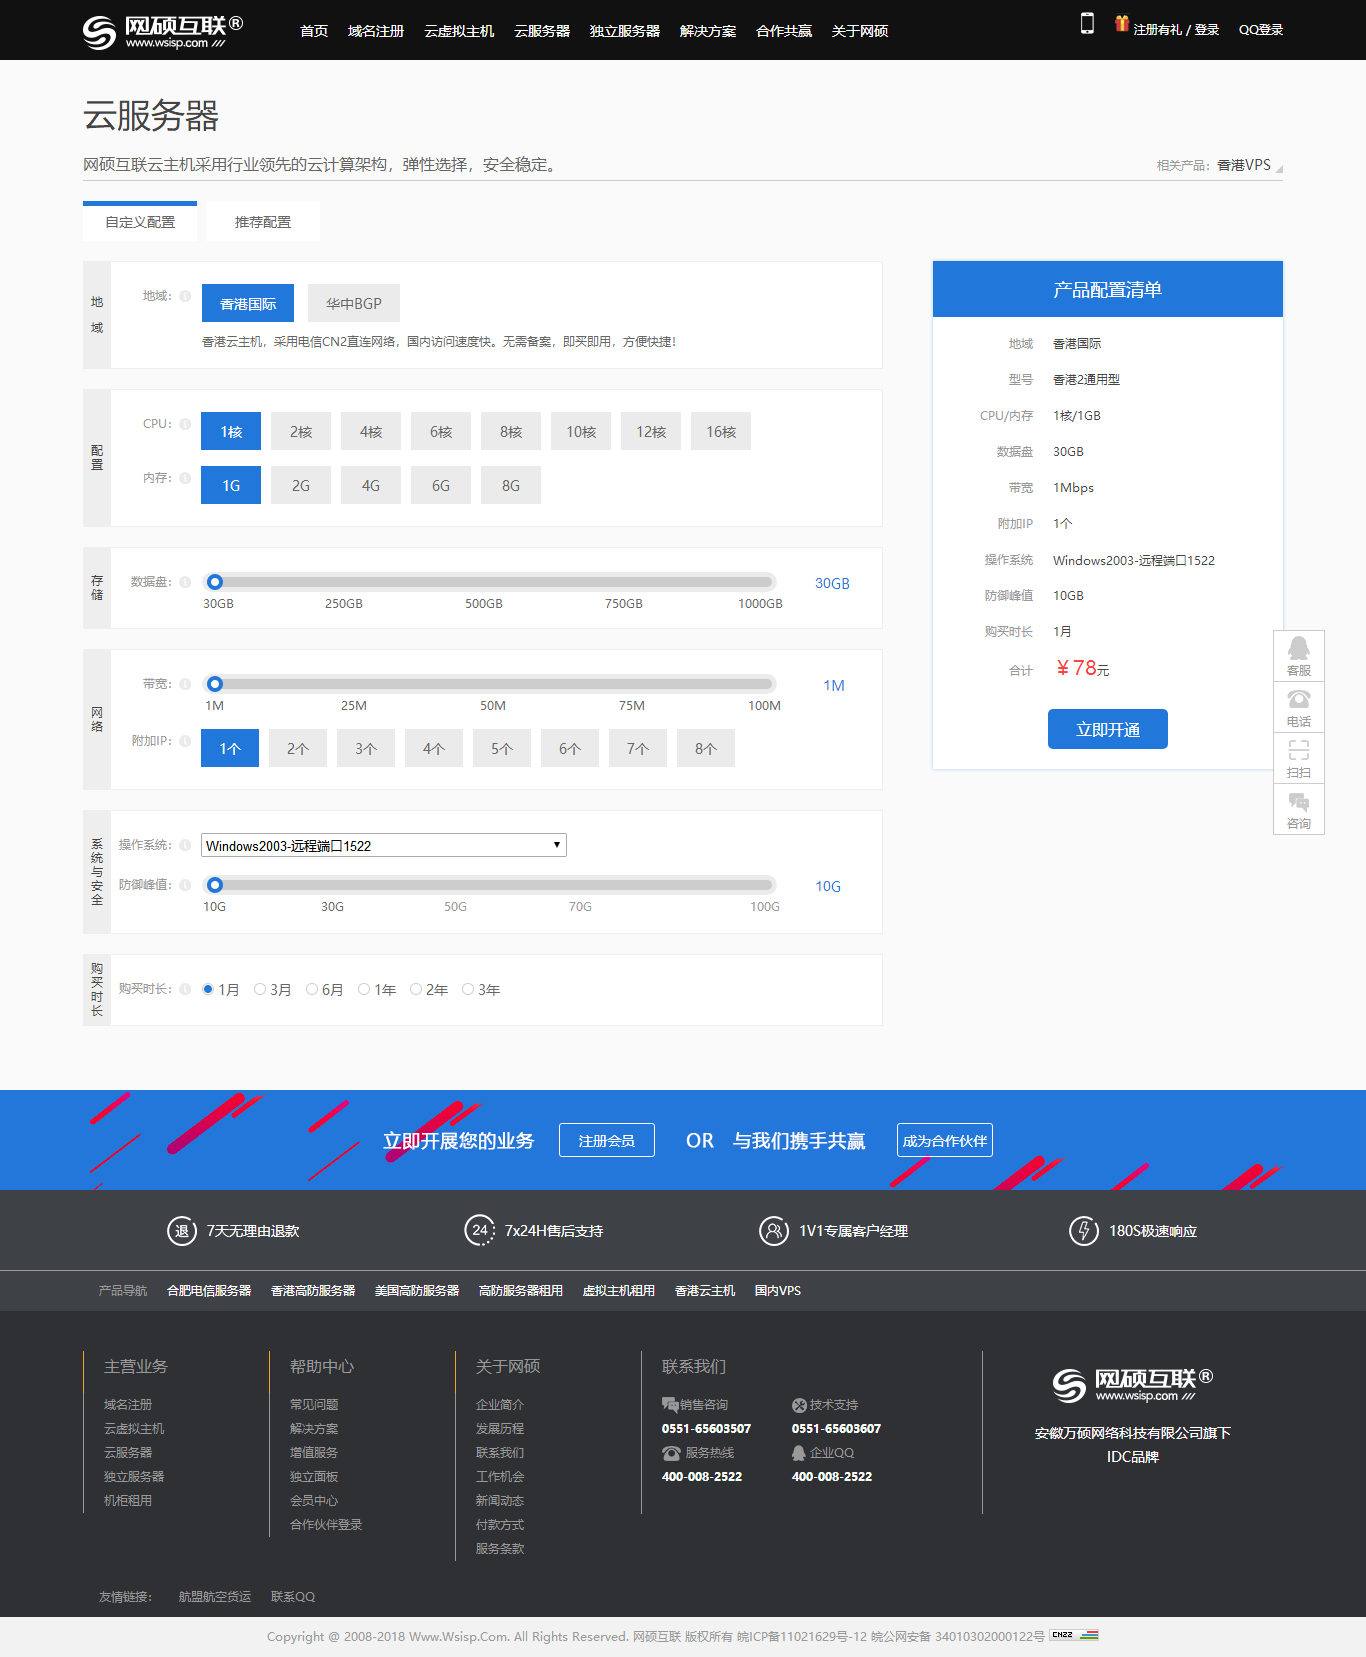 网硕互联®
www.wsisp.com ///
首页 域名注册 云虚拟主机 云服务器 独立服务器 解决方案 合作共赢 关于网硕
注册有礼 / 登录 QQ登录
云服务器
网硕互联云主机采用行业领先的云计算架构，弹性选择，安全稳定。
相关产品：香港VPS
自定义配置 推荐配置
地域
地域： 香港国际 华中BGP
香港云主机，采用电信CN2直连网络，国内访问速度快。无需备案，即买即用，方便快捷！
配置
CPU： 1核 2核 4核 6核 8核 10核 12核 16核
内存： 1G 2G 4G 6G 8G
存储
数据盘： 30GB
30GB 250GB 500GB 750GB 1000GB
网络
带宽： 1M
1M 25M 50M 75M 100M
附加IP： 1个 2个 3个 4个 5个 6个 7个 8个
系统与安全
操作系统： Windows2003-远程端口1522
防御峰值： 10G
10G 30G 50G 70G 100G
购买时长
购买时长： 1月 3月 6月 1年 2年 3年
产品配置清单
地域 香港国际
型号 香港2通用型
CPU/内存 1核/1GB
数据盘 30GB
带宽 1Mbps
附加IP 1个
操作系统 Windows2003-远程端口1522
防御峰值 10GB
购买时长 1月
合计 ￥78元
立即开通
客服
电话
扫扫
咨询
立即开展您的业务 注册会员 OR 与我们携手共赢 成为合作伙伴
退 7天无理由退款 24 7x24H售后支持 1V1专属客户经理 180S极速响应
产品导航 合肥电信服务器 香港高防服务器 美国高防服务器 高防服务器租用 虚拟主机租用 香港云主机 国内VPS
主营业务
域名注册
云虚拟主机
云服务器
独立服务器
机柜租用
帮助中心
常见问题
解决方案
增值服务
独立面板
会员中心
合作伙伴登录
关于网硕
企业简介
发展历程
联系我们
工作机会
新闻动态
付款方式
服务条款
联系我们
销售咨询 技术支持
0551-65603507 0551-65603607
服务热线 企业QQ
400-008-2522 400-008-2522
网硕互联®
www.wsisp.com ///
安徽万硕网络科技有限公司旗下
IDC品牌
友情链接： 航盟航空货运 联系QQ
Copyright @ 2008-2018 Www.Wsisp.Com. All Rights Reserved. 网硕互联 版权所有 皖ICP备11021629号-12 皖公网安备 34010302000122号 CNZZ